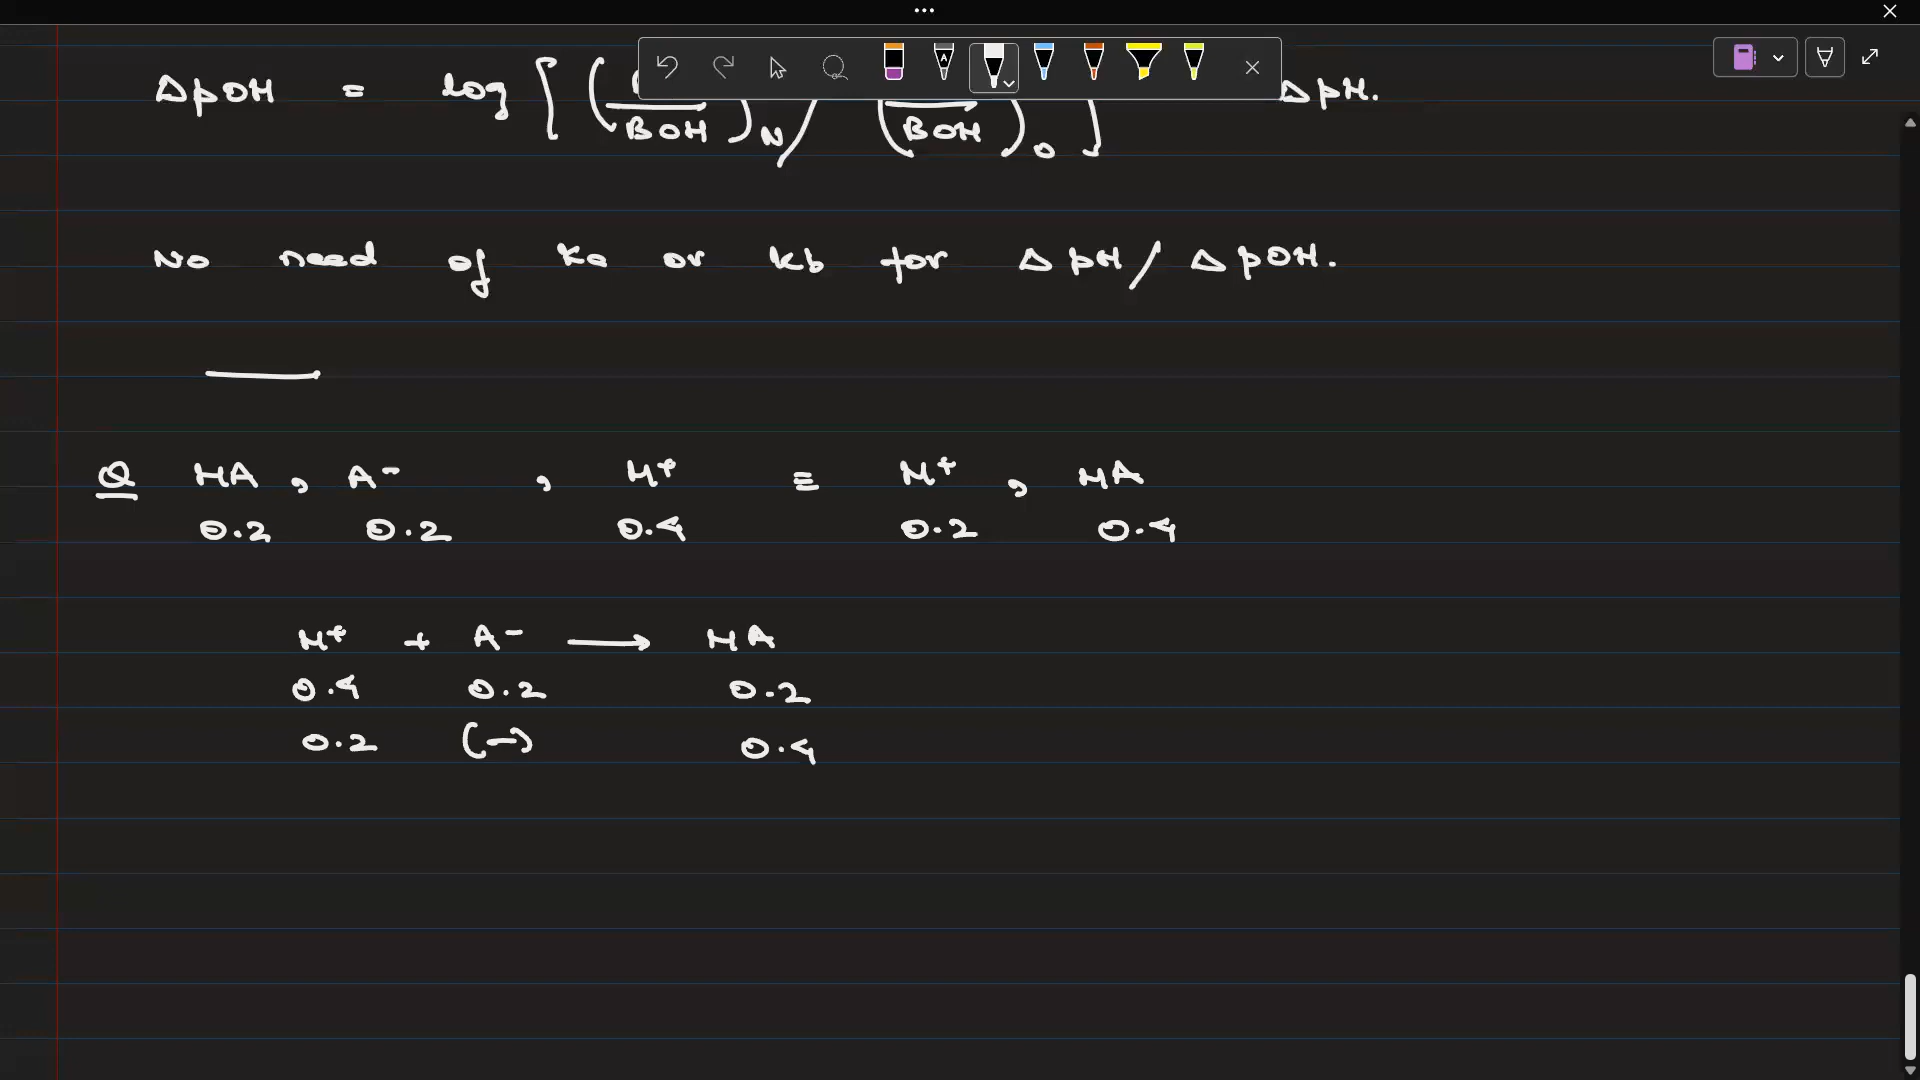 ΔpOH = log [ ( /BOH )N / ( /BOH )O ] ΔpH.
No need of ka or kb for ΔpH/ΔpOH.
Q HA, A⁻, H⁺ ≡ H⁺, HA
0.2 0.2 0.4 0.2 0.4
H⁺ + A⁻ ⟶ HA
0.4 0.2 0.2
0.2 (−) 0.4